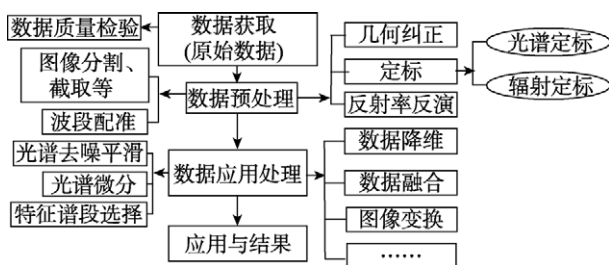 数据质量检验
数据获取
(原始数据)
几何纠正
光谱定标
图像分割、
截取等
定标
辐射定标
数据预处理
波段配准
反射率反演
光谱去噪平滑
数据降维
光谱微分
数据应用处理
数据融合
特征谱段选择
图像变换
应用与结果
……